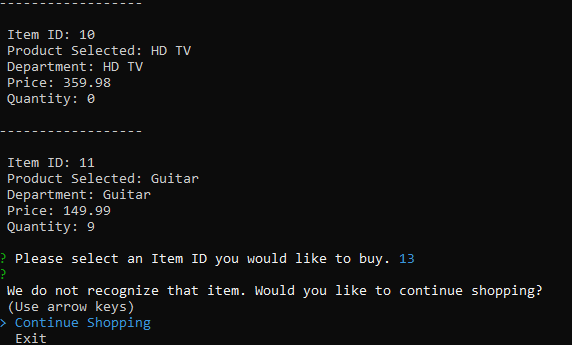 ------------------
Item ID: 10
Product Selected: HD TV
Department: HD TV
Price: 359.98
Quantity: 0
------------------
Item ID: 11
Product Selected: Guitar
Department: Guitar
Price: 149.99
Quantity: 9
? Please select an Item ID you would like to buy. 13
?
We do not recognize that item. Would you like to continue shopping?
(Use arrow keys)
> Continue Shopping
Exit